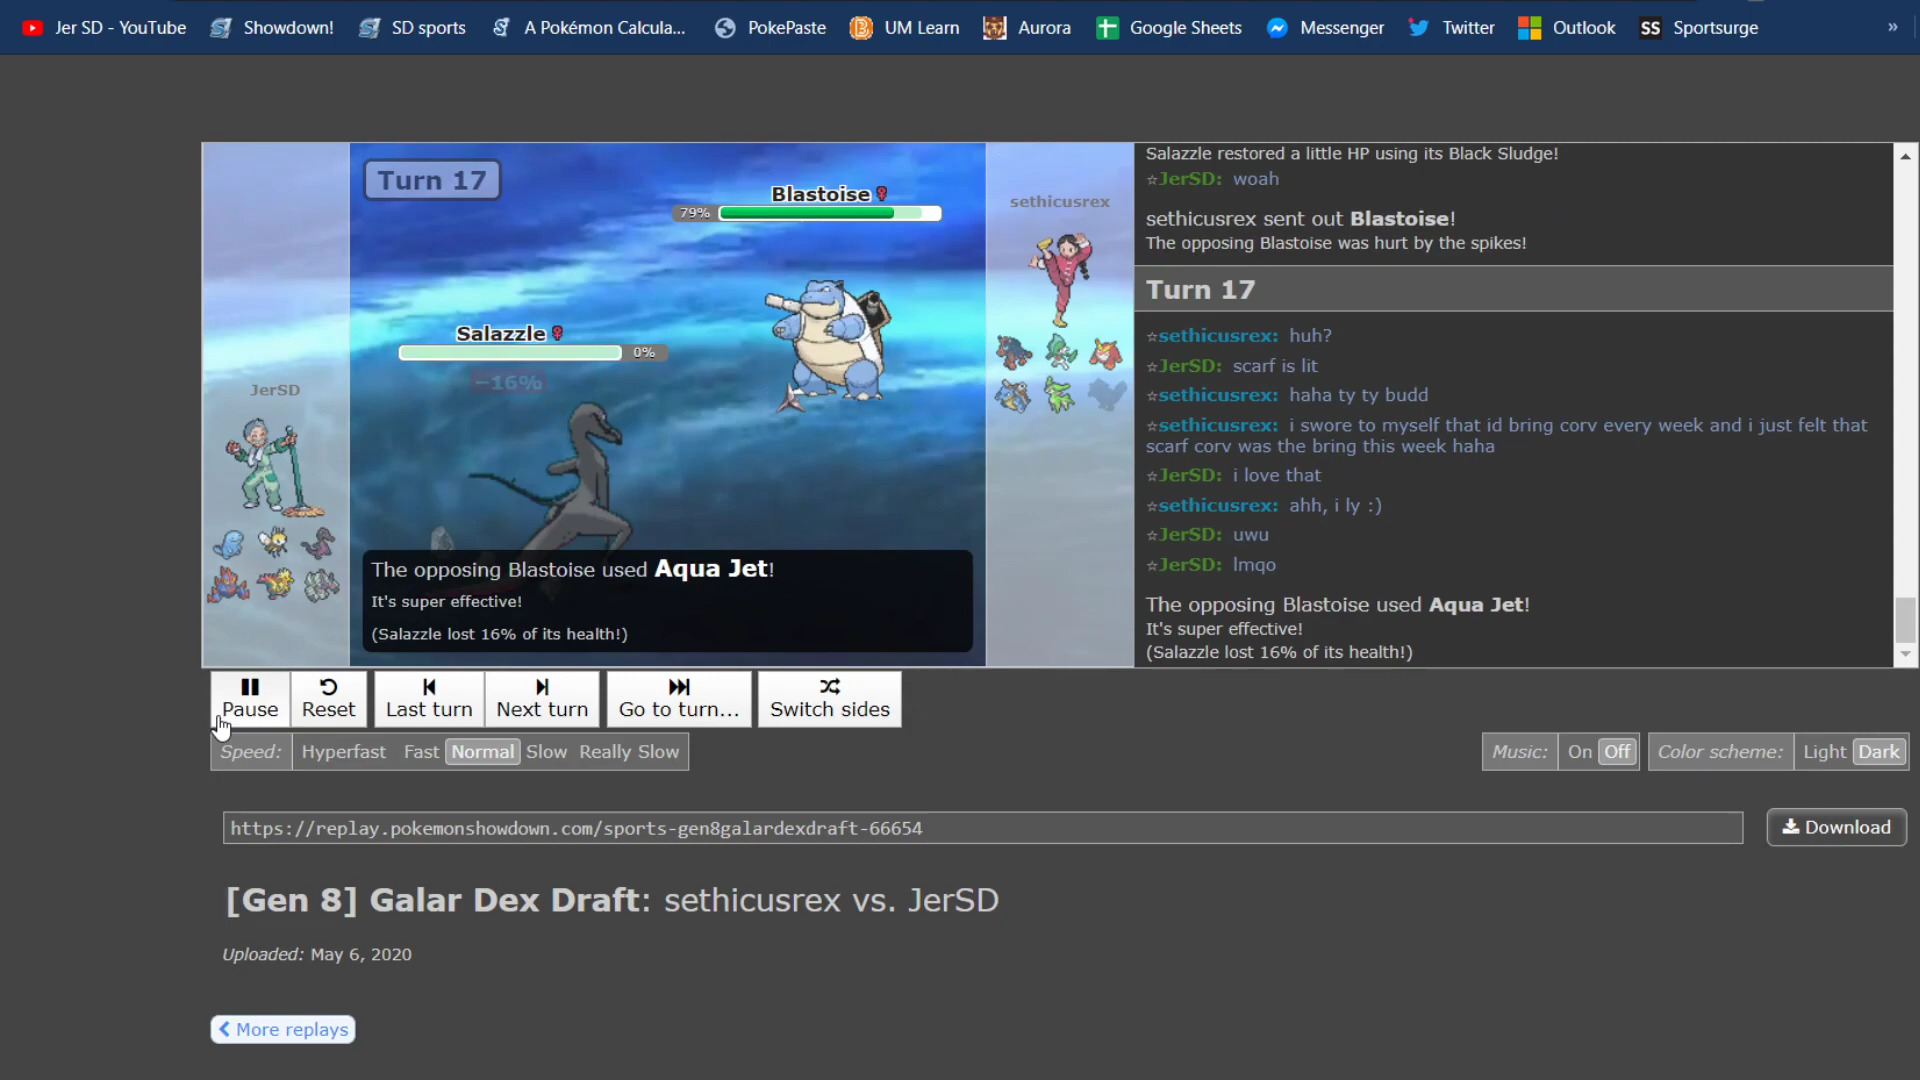 Jer SD - YouTube Showdown! SD sports A Pokémon Calcula... PokePaste UM Learn Aurora Google Sheets Messenger Twitter Outlook SS Sportsurge »
Turn 17
Blastoise
79%
Salazzle
0%
−16%
JerSD
sethicusrex
The opposing Blastoise used Aqua Jet!
It's super effective!
(Salazzle lost 16% of its health!)
Salazzle restored a little HP using its Black Sludge!
☆JerSD: woah
sethicusrex sent out Blastoise!
The opposing Blastoise was hurt by the spikes!
Turn 17
☆sethicusrex: huh?
☆JerSD: scarf is lit
☆sethicusrex: haha ty ty budd
☆sethicusrex: i swore to myself that id bring corv every week and i just felt that
scarf corv was the bring this week haha
☆JerSD: i love that
☆sethicusrex: ahh, i ly :)
☆JerSD: uwu
☆JerSD: lmqo
The opposing Blastoise used Aqua Jet!
It's super effective!
(Salazzle lost 16% of its health!)
Pause Reset Last turn Next turn Go to turn... Switch sides
Speed: Hyperfast Fast Normal Slow Really Slow
Music: On Off Color scheme: Light Dark
https://replay.pokemonshowdown.com/sports-gen8galardexdraft-66654
Download
[Gen 8] Galar Dex Draft: sethicusrex vs. JerSD
Uploaded: May 6, 2020
More replays